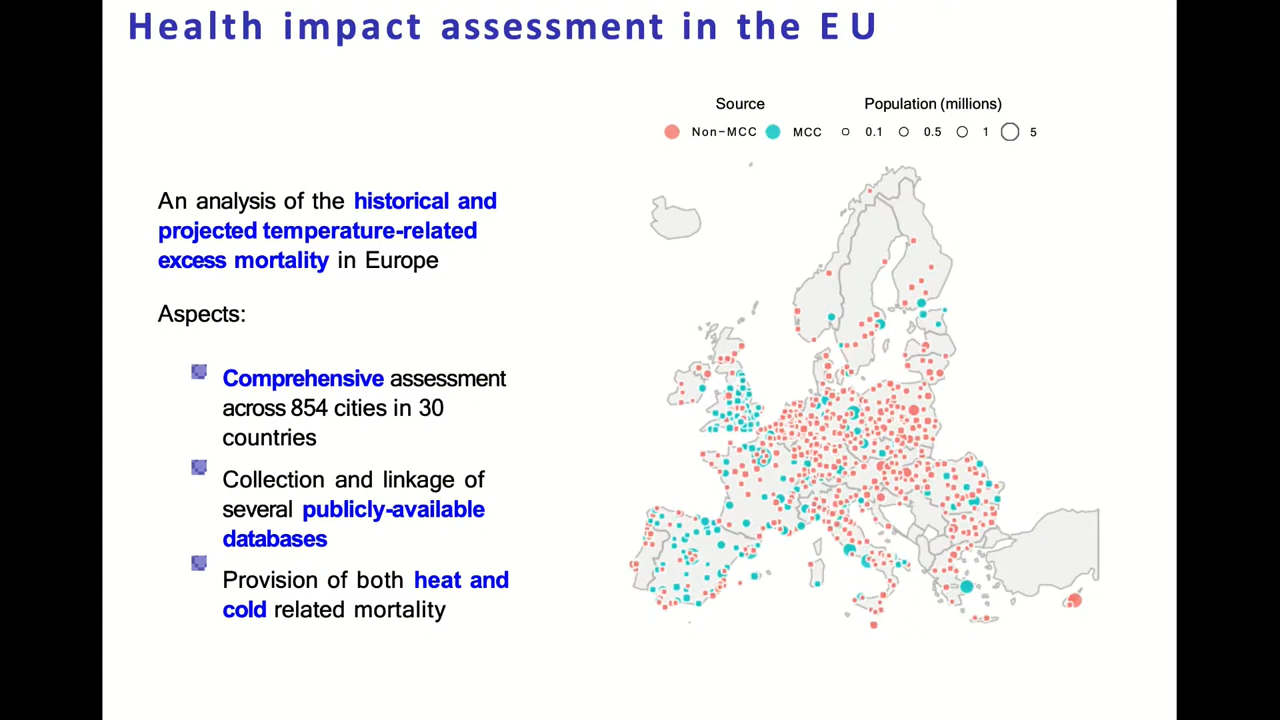 Health impact assessment in the EU
Source
Population (millions)
Non-MCC
MCC
0.1
0.5
1
5
An analysis of the historical and
projected temperature-related
excess mortality in Europe
Aspects:
Comprehensive assessment
across 854 cities in 30
countries
Collection and linkage of
several publicly-available
databases
Provision of both heat and
cold related mortality